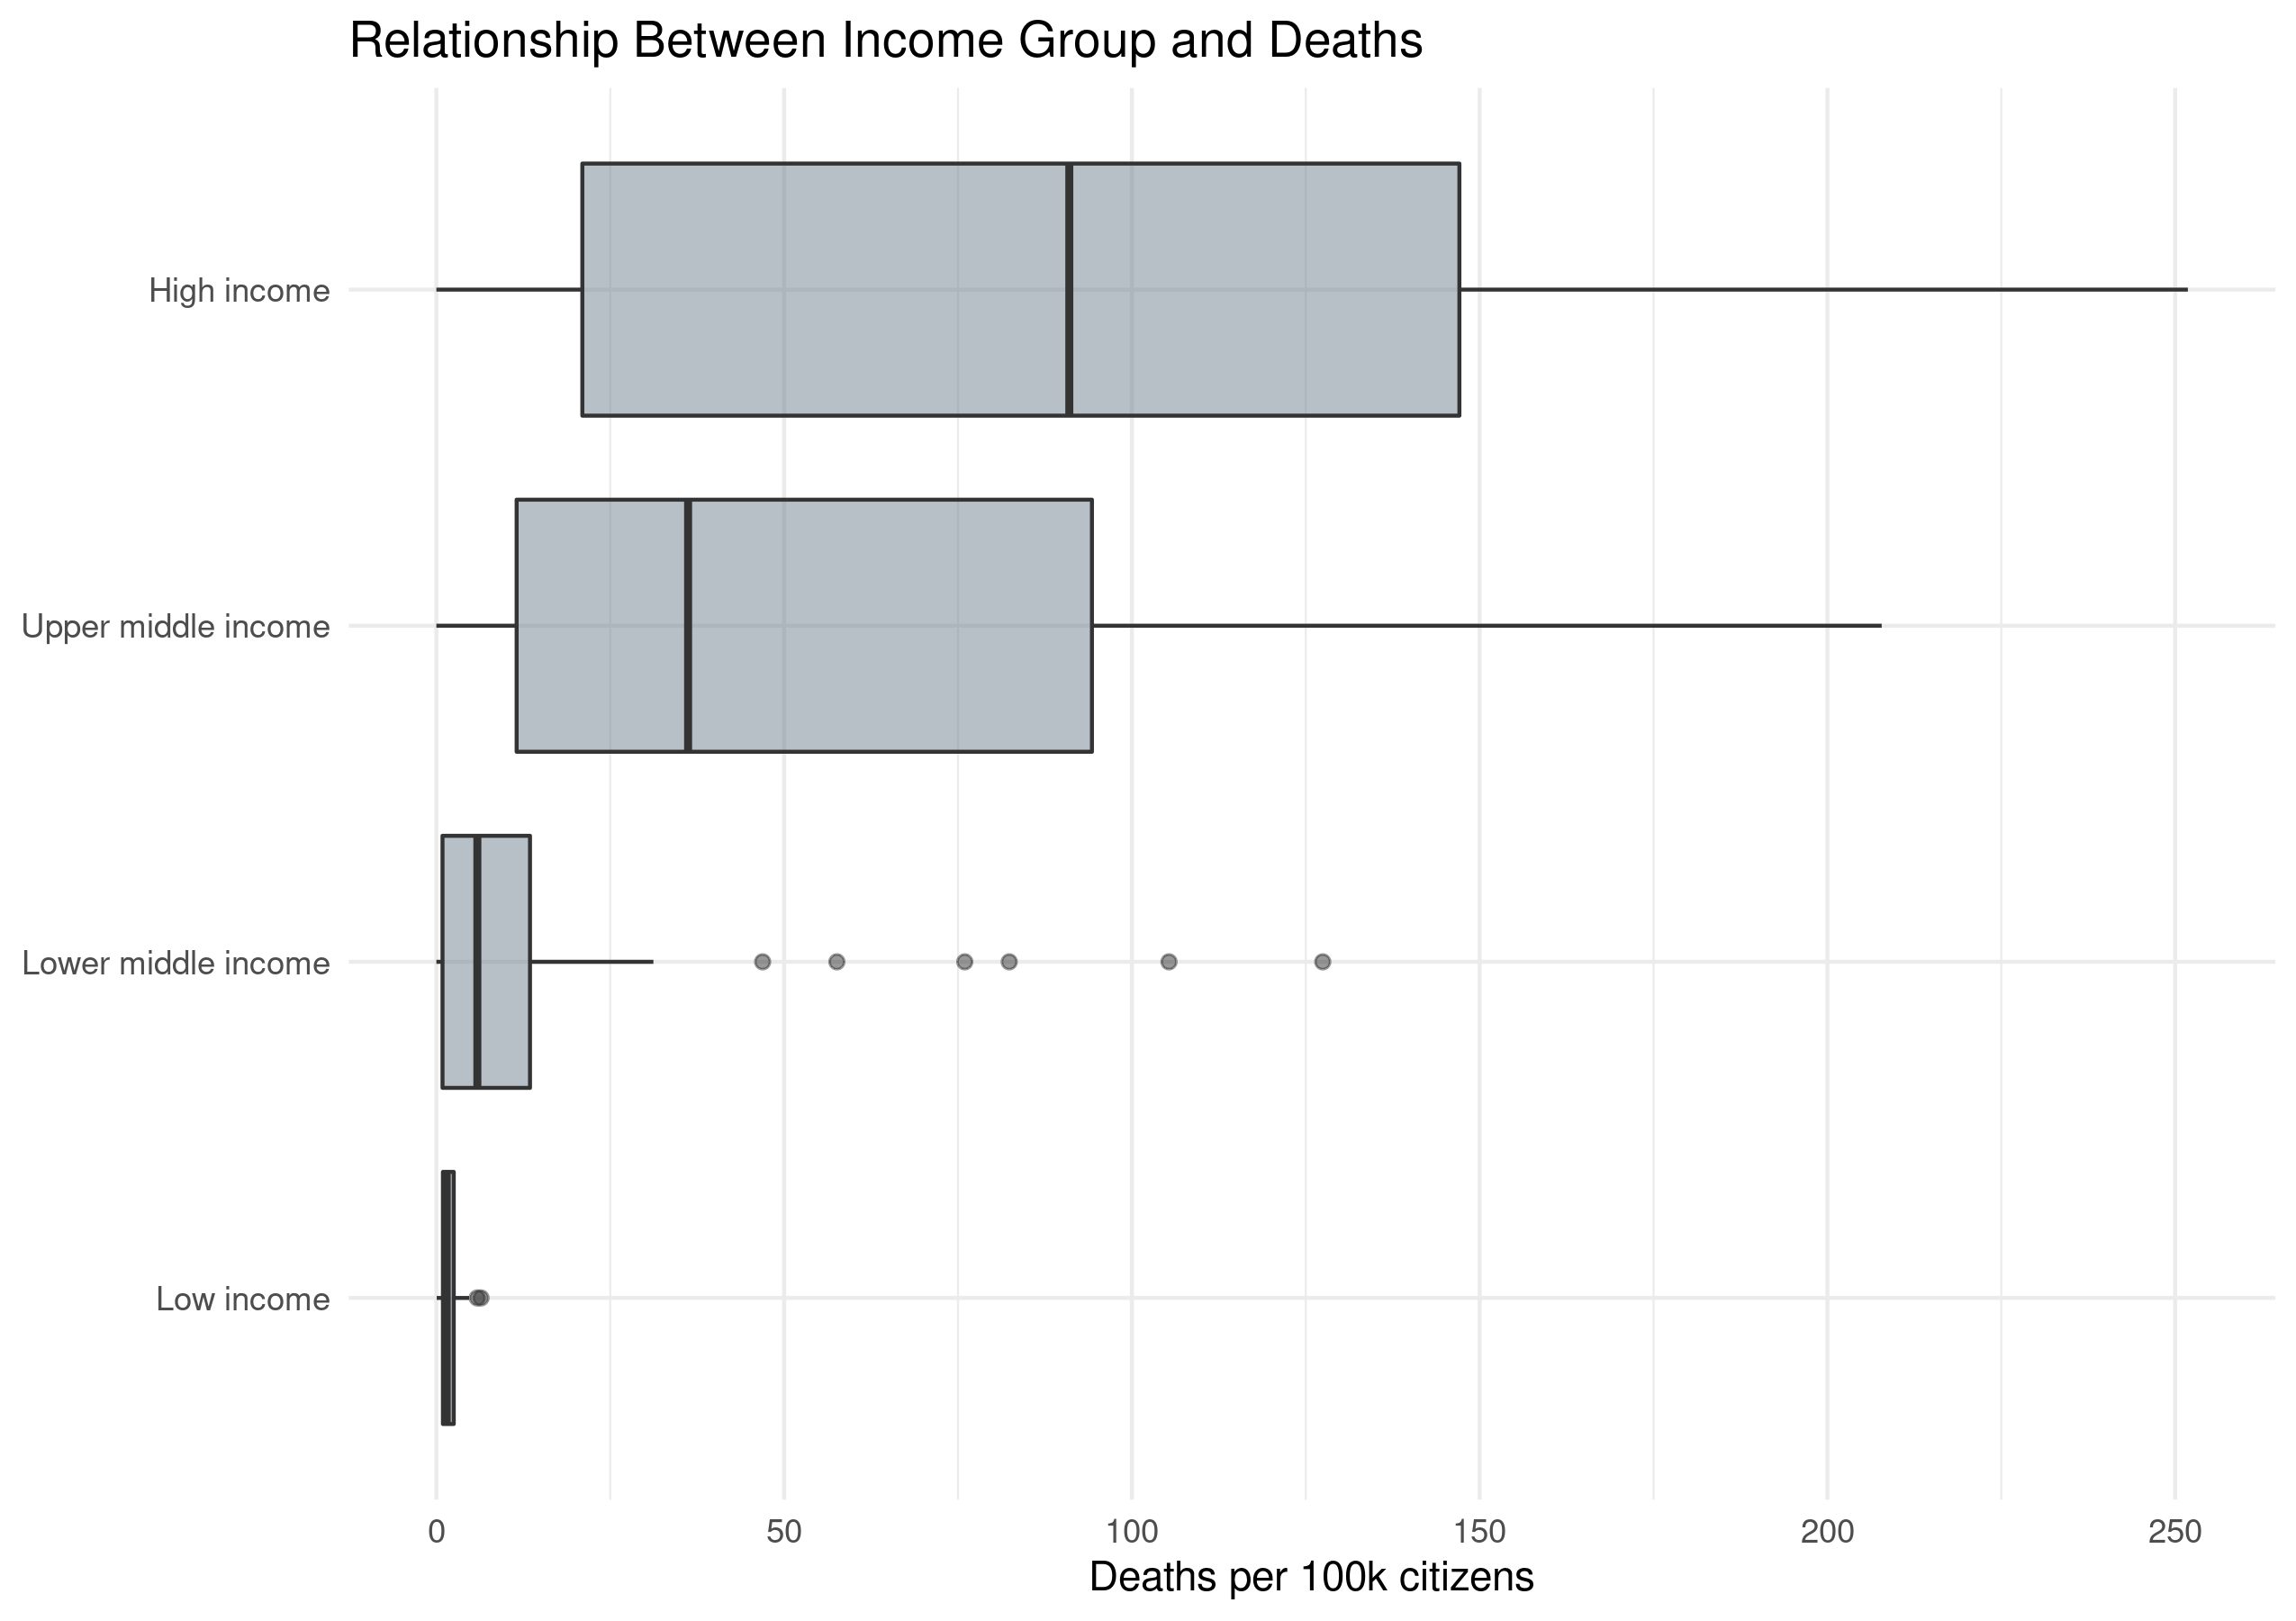 Relationship Between Income Group and Deaths
High income
Upper middle income
Lower middle income
Low income
0 50 100 150 200 250
Deaths per 100k citizens